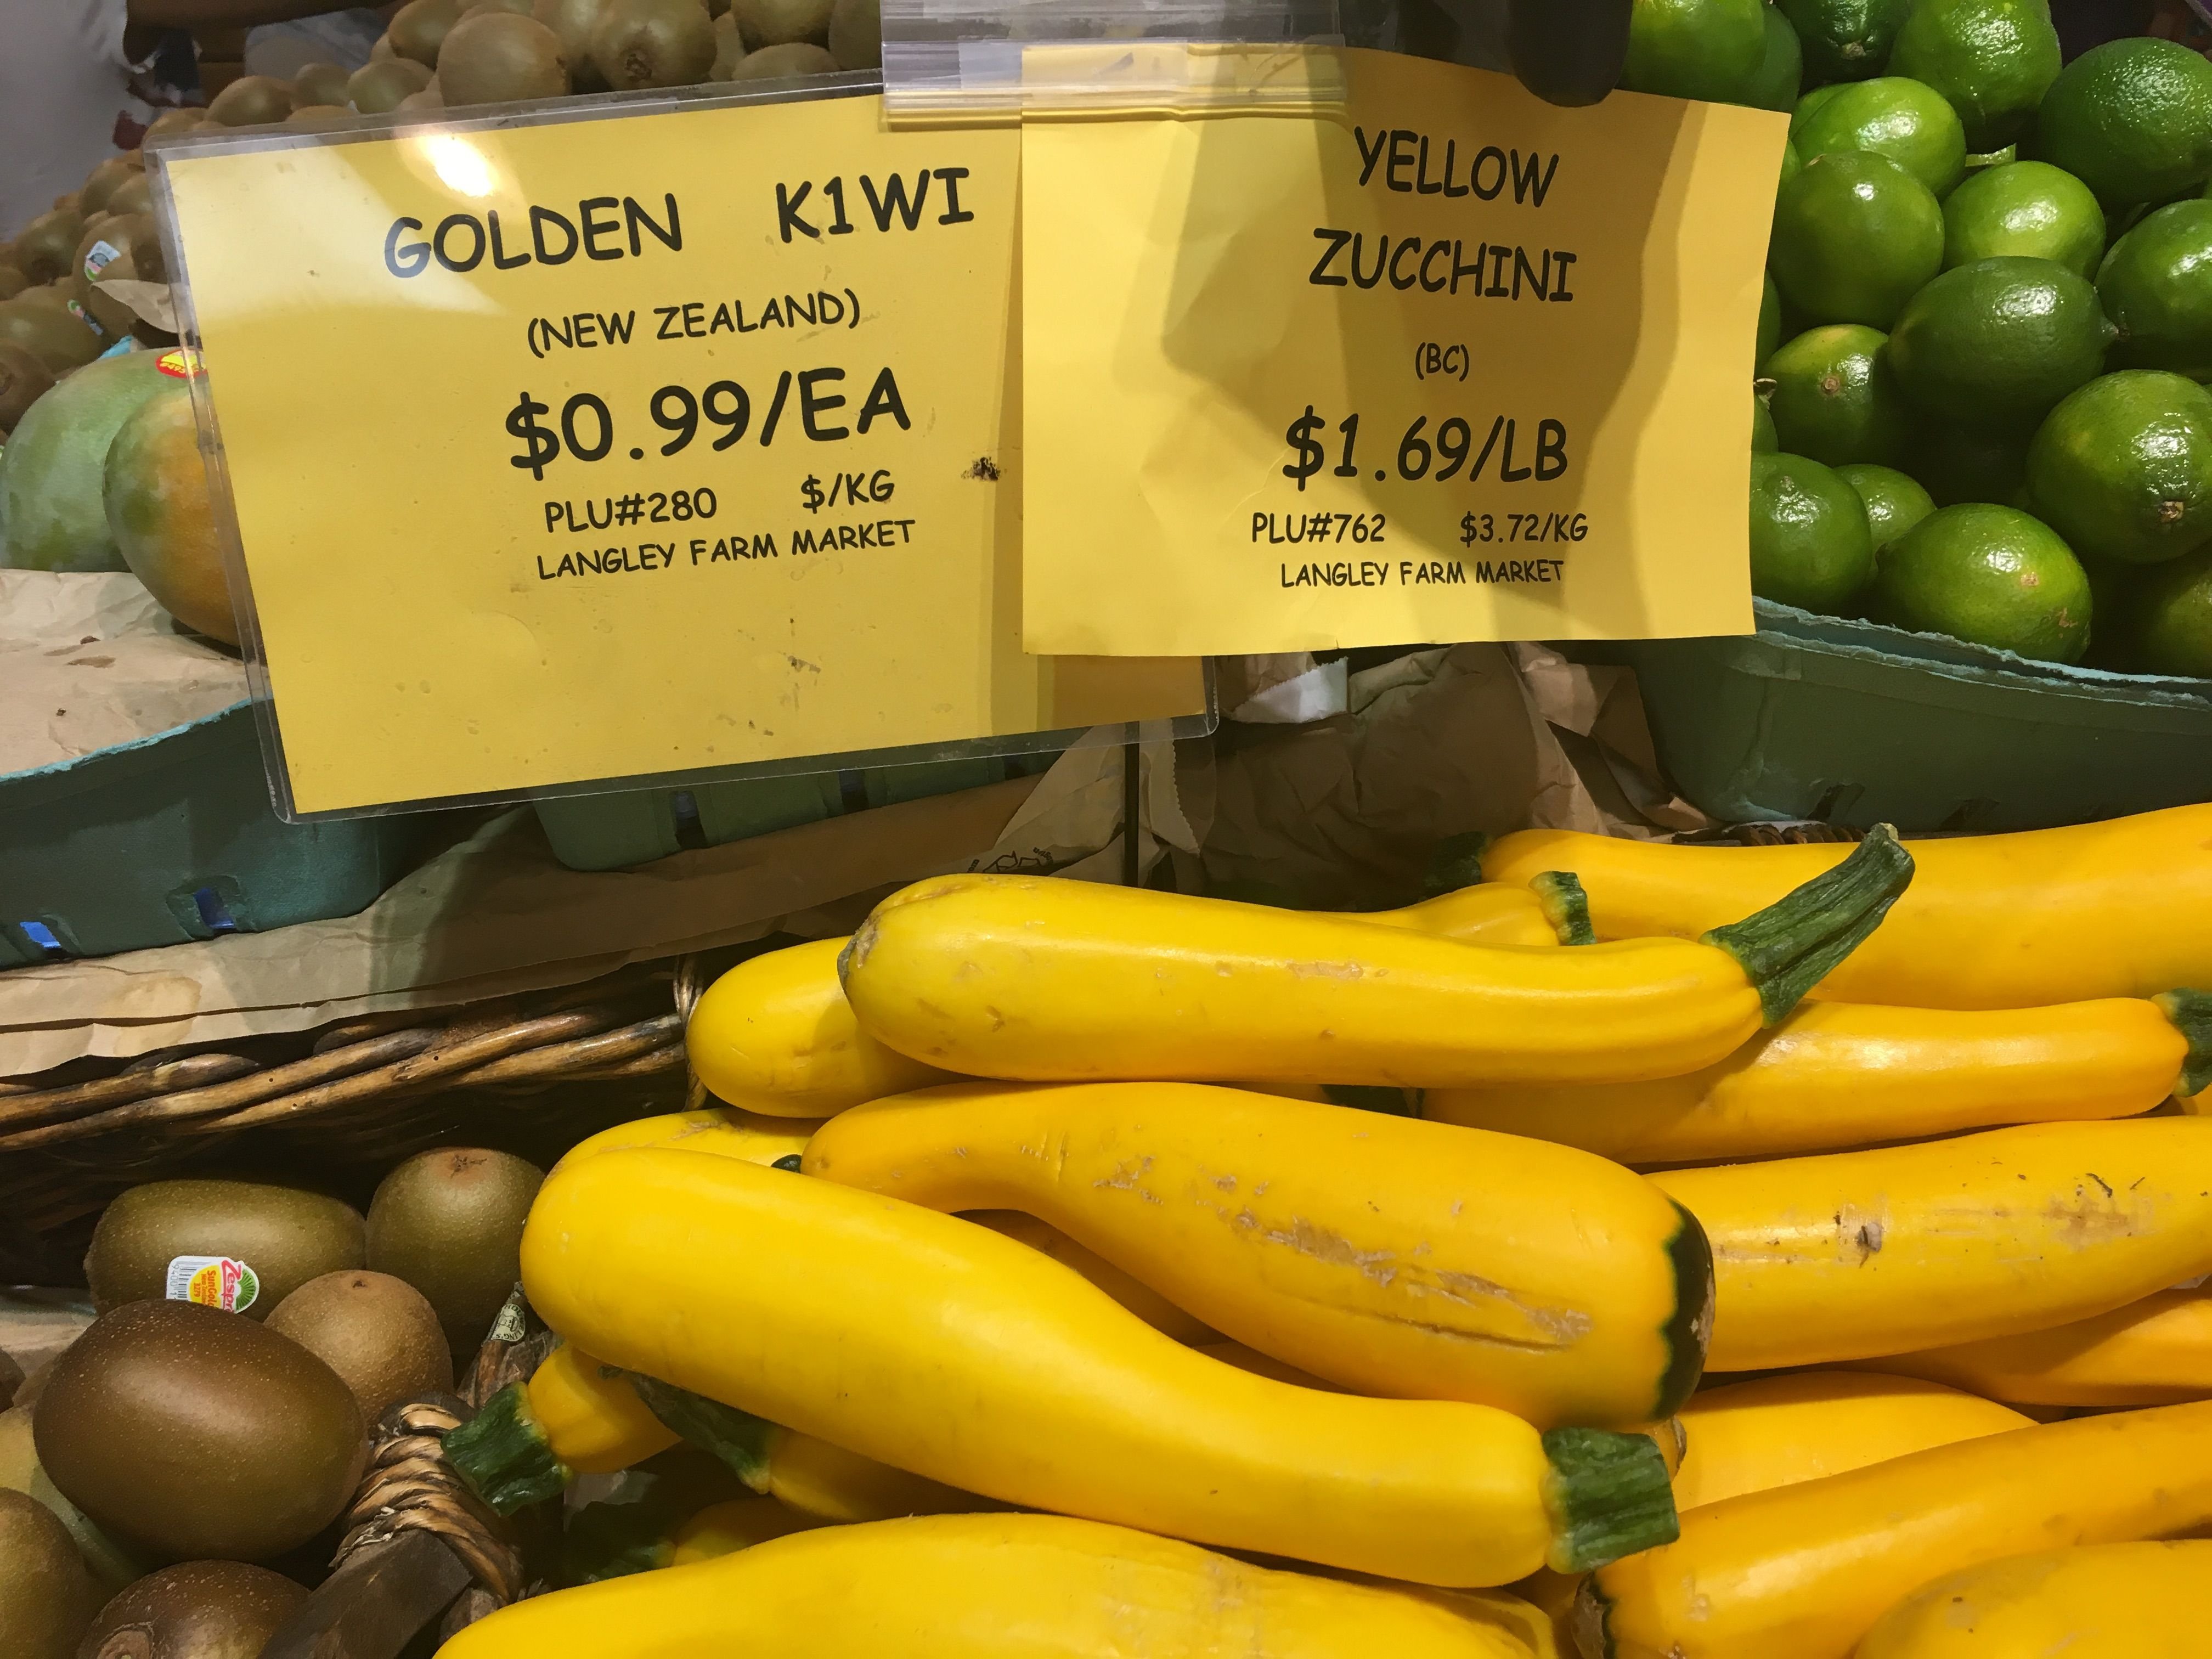 GOLDEN K1WI
(NEW ZEALAND)
$0.99/EA
PLU#280 $/KG
LANGLEY FARM MARKET
YELLOW
ZUCCHINI
(BC)
$1.69/LB
PLU#762 $3.72/KG
LANGLEY FARM MARKET
SunGold